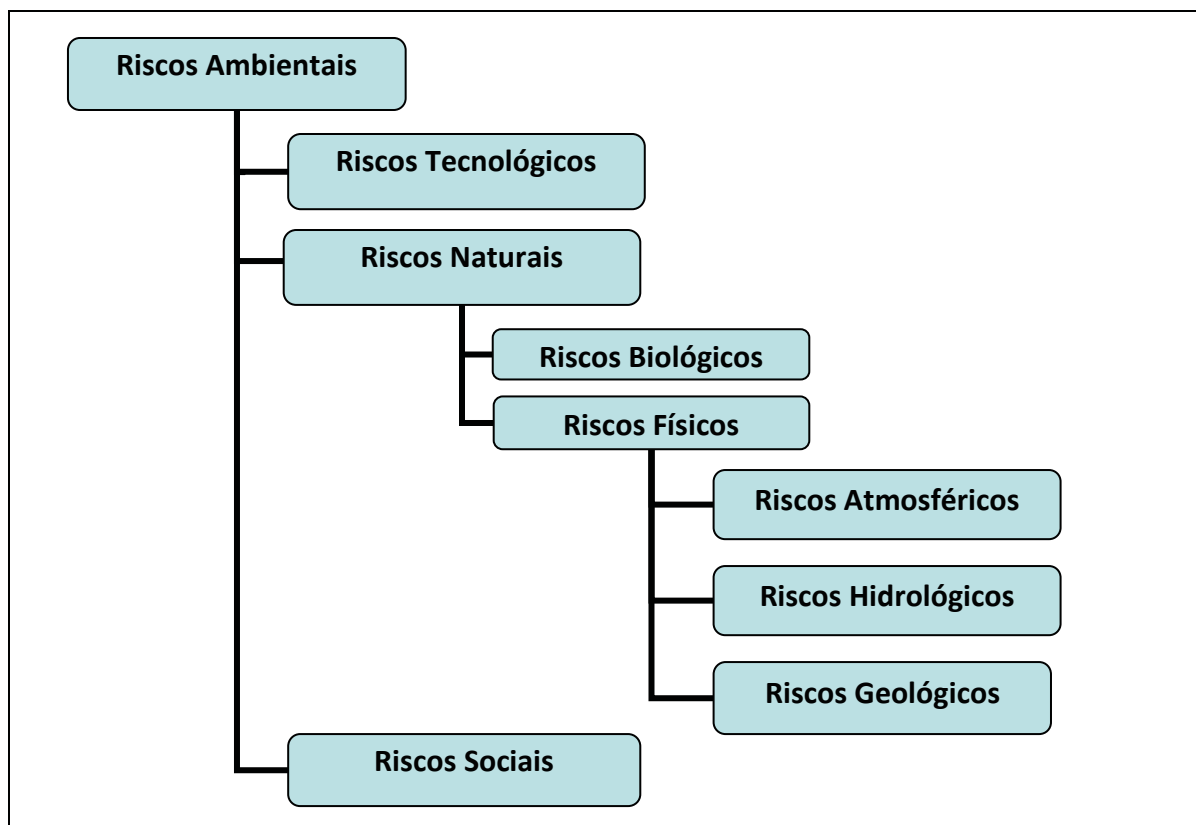 Riscos Ambientais
Riscos Tecnológicos
Riscos Naturais
Riscos Biológicos
Riscos Físicos
Riscos Atmosféricos
Riscos Hidrológicos
Riscos Geológicos
Riscos Sociais